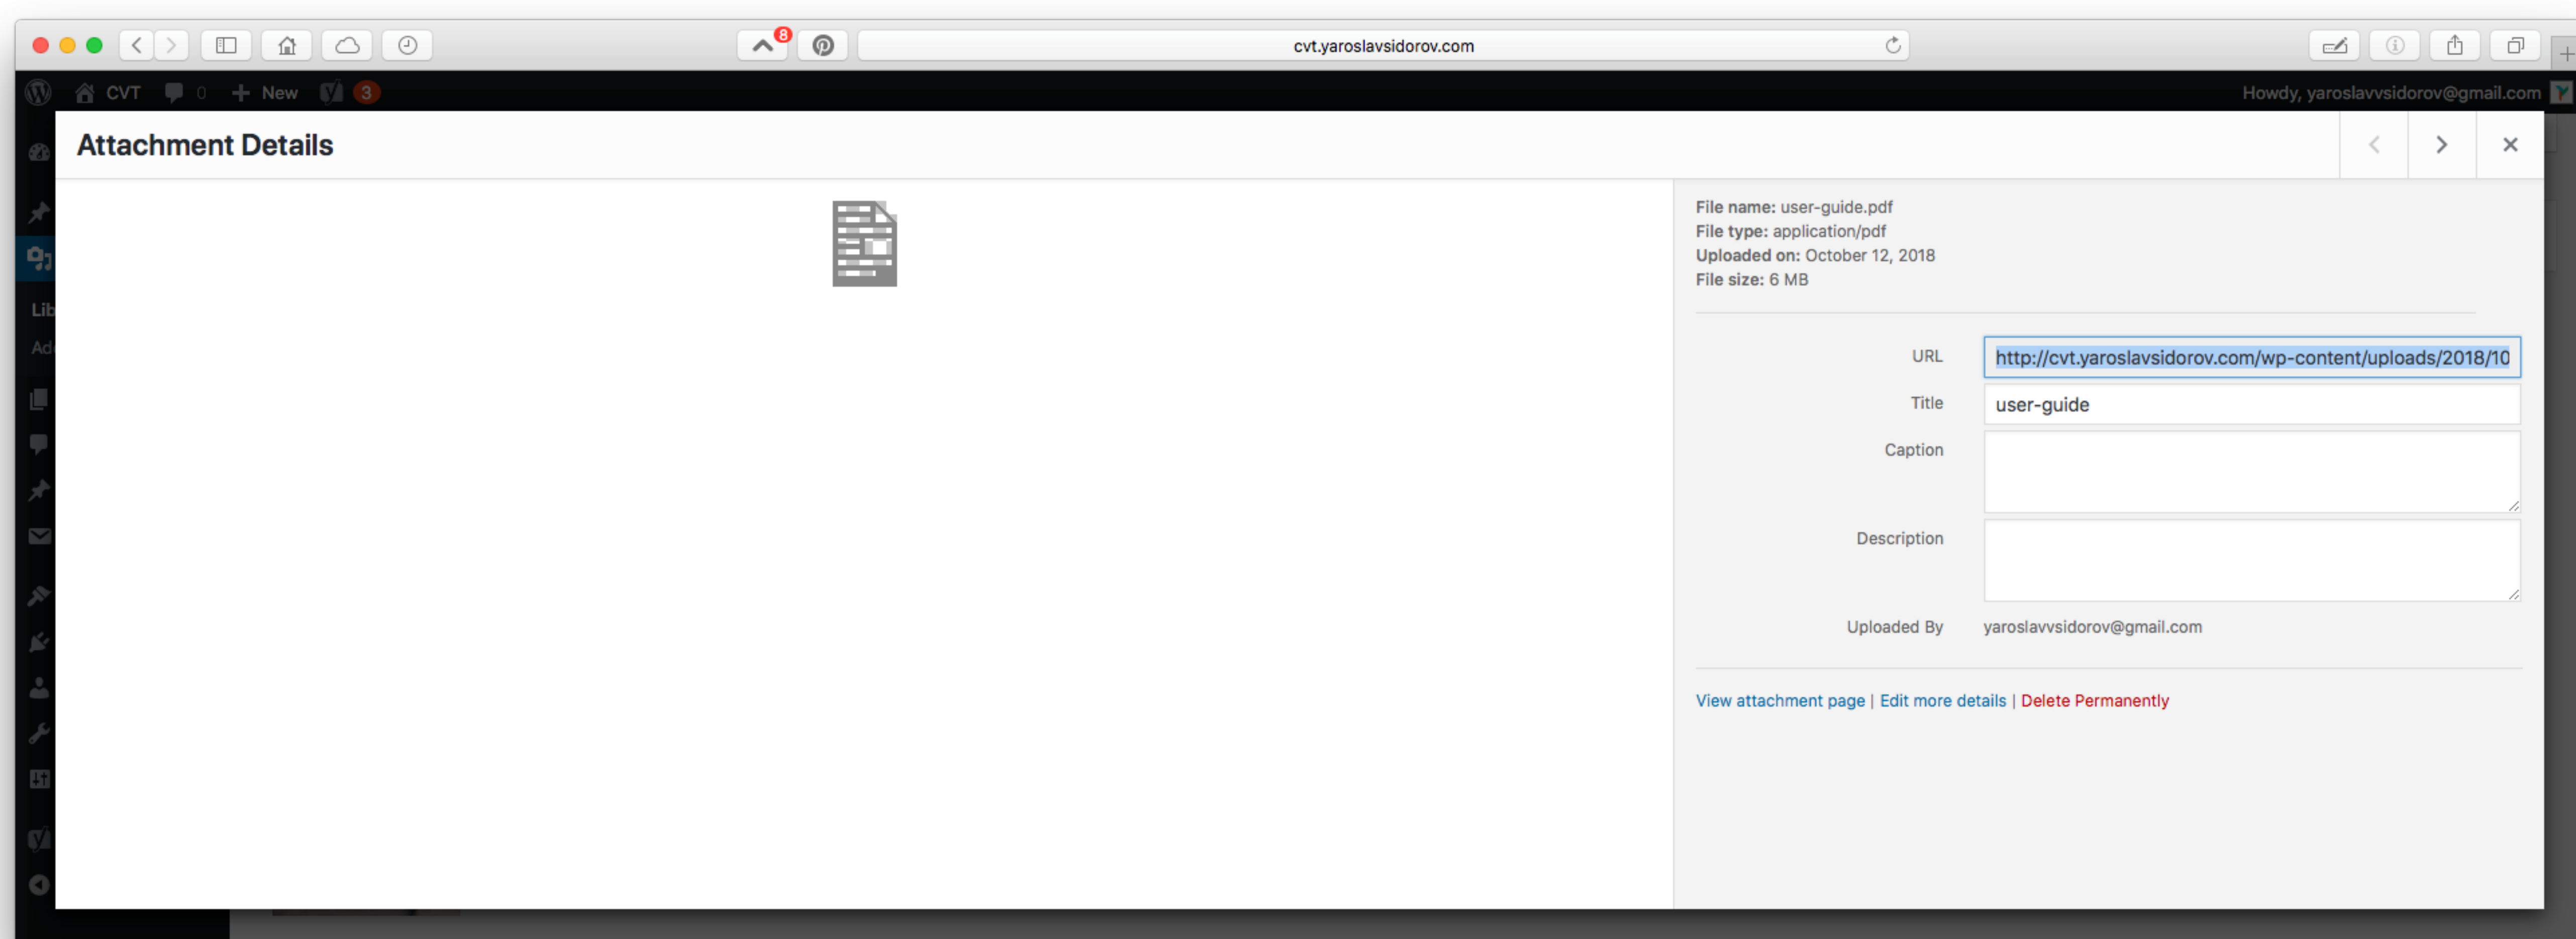 8
cvt.yaroslavsidorov.com
CVT 0 New 3
Howdy, yaroslavvsidorov@gmail.com
Attachment Details
Lib
Ad
File name: user-guide.pdf
File type: application/pdf
Uploaded on: October 12, 2018
File size: 6 MB
URL http://cvt.yaroslavsidorov.com/wp-content/uploads/2018/10
Title user-guide
Caption
Description
Uploaded By yaroslavvsidorov@gmail.com
View attachment page | Edit more details | Delete Permanently